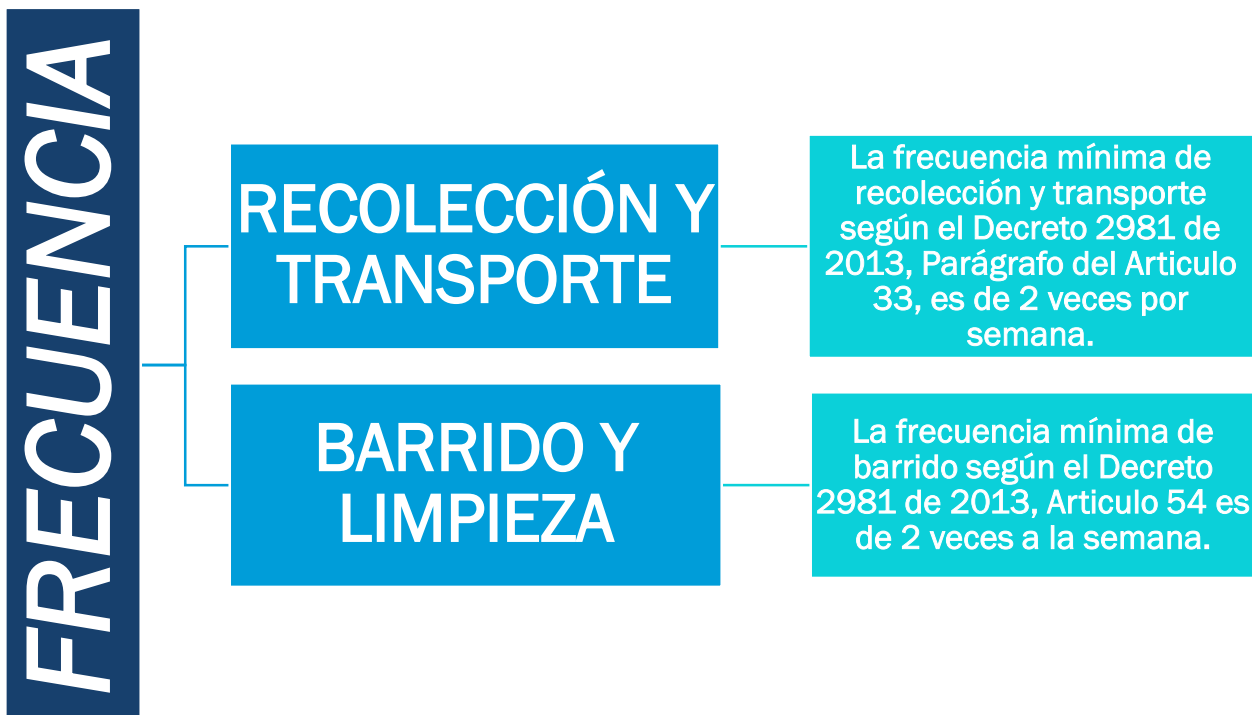 FRECUENCIA
RECOLECCIÓN Y
TRANSPORTE
La frecuencia mínima de
recolección y transporte
según el Decreto 2981 de
2013, Parágrafo del Articulo
33, es de 2 veces por
semana.
BARRIDO Y
LIMPIEZA
La frecuencia mínima de
barrido según el Decreto
2981 de 2013, Articulo 54 es
de 2 veces a la semana.